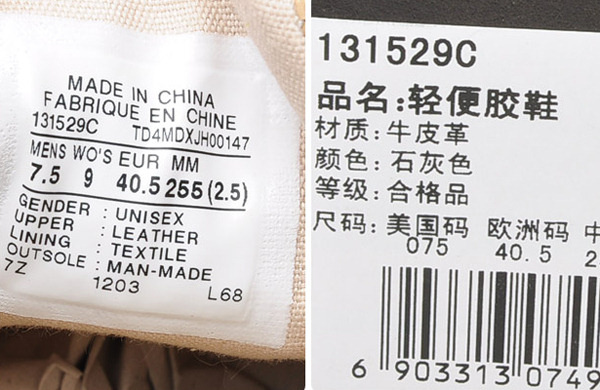 MADE IN CHINA
FABRIQUE EN CHINE
131529C TD4MDXJH00147
MENS WO'S EUR MM
7.5 9 40.5 255 (2.5)
GENDER : UNISEX
UPPER : LEATHER
LINING : TEXTILE
OUTSOLE : MAN-MADE
7Z 1203 L68
131529C
品名:轻便胶鞋
材质:牛皮革
颜色:石灰色
等级:合格品
尺码:美国码 欧洲码 中
075 40.5 2
6 903313 0749